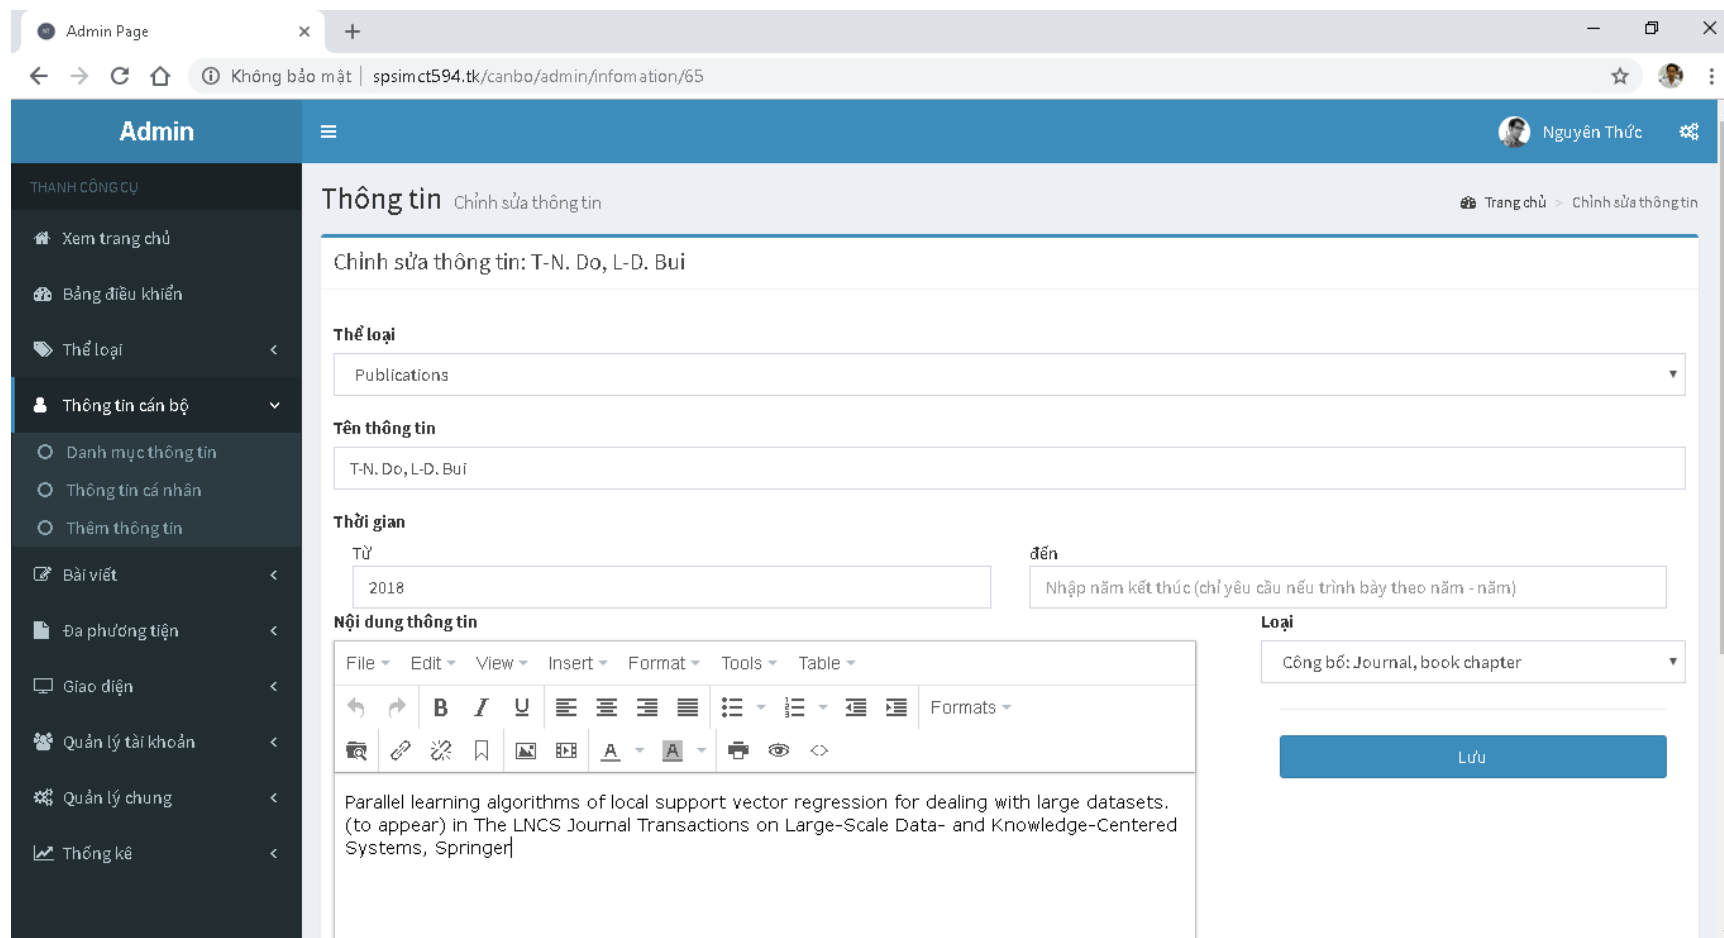 Admin Page
Không bảo mật | spsimct594.tk/canbo/admin/infomation/65
Admin
Nguyên Thức
THANH CÔNG CỤ
Thông tin Chỉnh sửa thông tin
Trang chủ > Chỉnh sửa thông tin
Xem trang chủ
Bảng điều khiển
Thể loại
Thông tin cán bộ
Danh mục thông tin
Thông tin cá nhân
Thêm thông tin
Bài viết
Đa phương tiện
Giao diện
Quản lý tài khoản
Quản lý chung
Thống kê
Chỉnh sửa thông tin: T-N. Do, L-D. Bui
Thể loại
Publications
Tên thông tin
T-N. Do, L-D. Bui
Thời gian
Từ
đến
2018
Nhập năm kết thúc (chỉ yêu cầu nếu trình bày theo năm - năm)
Nội dung thông tin
Loại
File Edit View Insert Format Tools Table
Công bố: Journal, book chapter
B I U Formats
A A
Lưu
Parallel learning algorithms of local support vector regression for dealing with large datasets.
(to appear) in The LNCS Journal Transactions on Large-Scale Data- and Knowledge-Centered
Systems, Springer